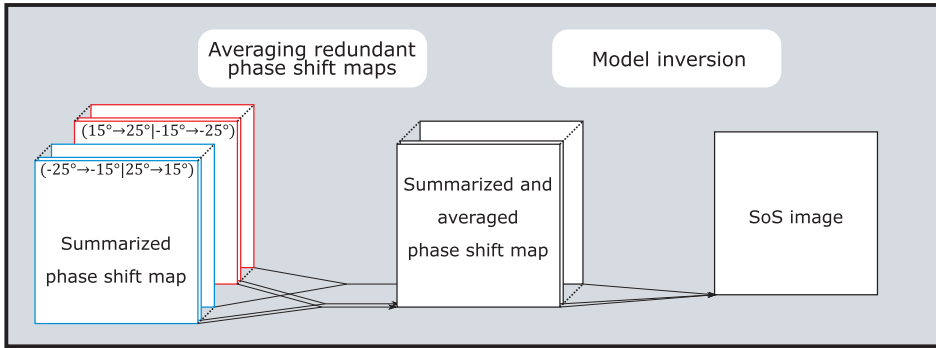 Averaging redundant
phase shift maps
Model inversion
(15°→25°|-15°→-25°)
(-25°→-15°|25°→15°)
Summarized
phase shift map
Summarized and
averaged
phase shift map
SoS image